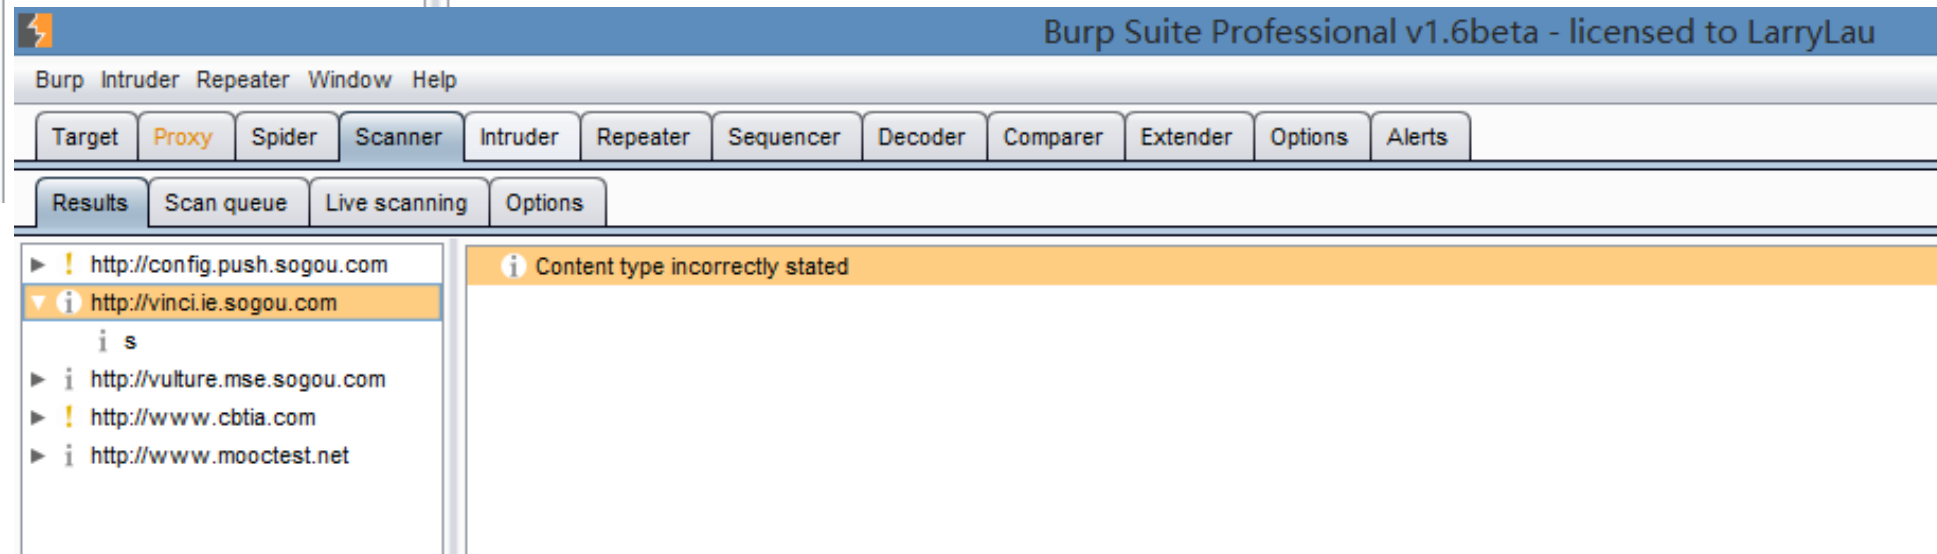 Burp Suite Professional v1.6beta - licensed to LarryLau
Burp Intruder Repeater Window Help
Target Proxy Spider Scanner Intruder Repeater Sequencer Decoder Comparer Extender Options Alerts
Results Scan queue Live scanning Options
! http://config.push.sogou.com
i http://vinci.ie.sogou.com
i s
i http://vulture.mse.sogou.com
! http://www.cbtia.com
i http://www.mooctest.net
i Content type incorrectly stated